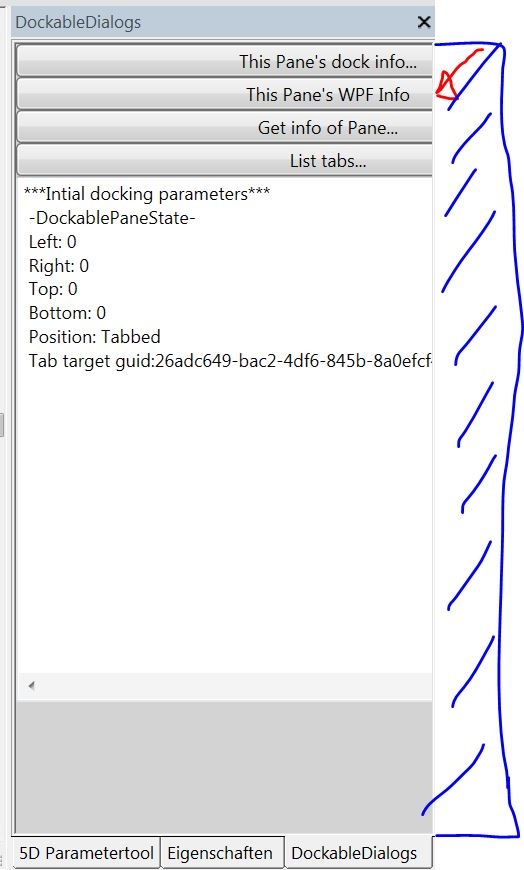 DockableDialogs
This Pane's dock info...
This Pane's WPF Info
Get info of Pane...
List tabs...
***Intial docking parameters***
-DockablePaneState-
Left: 0
Right: 0
Top: 0
Bottom: 0
Position: Tabbed
Tab target guid:26adc649-bac2-4df6-845b-8a0efcf-
5D Parametertool Eigenschaften DockableDialogs